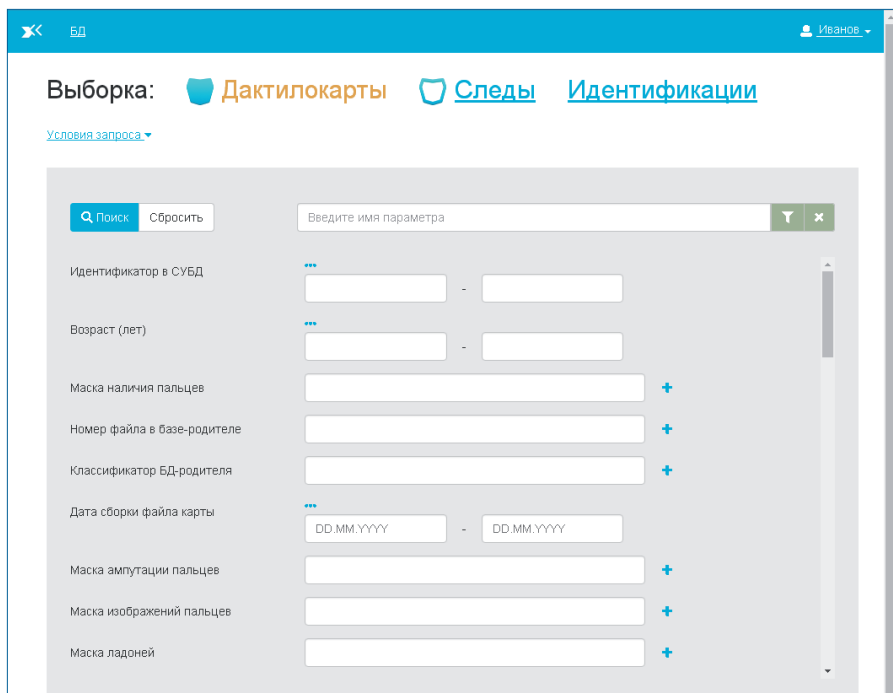 БД Иванов
Выборка: Дактилокарты Следы Идентификации
Условия запроса
Поиск Сбросить Введите имя параметра
Идентификатор в СУБД
-
Возраст (лет)
-
Маска наличия пальцев
Номер файла в базе-родителе
Классификатор БД-родителя
Дата сборки файла карты
DD.MM.YYYY - DD.MM.YYYY
Маска ампутации пальцев
Маска изображений пальцев
Маска ладоней